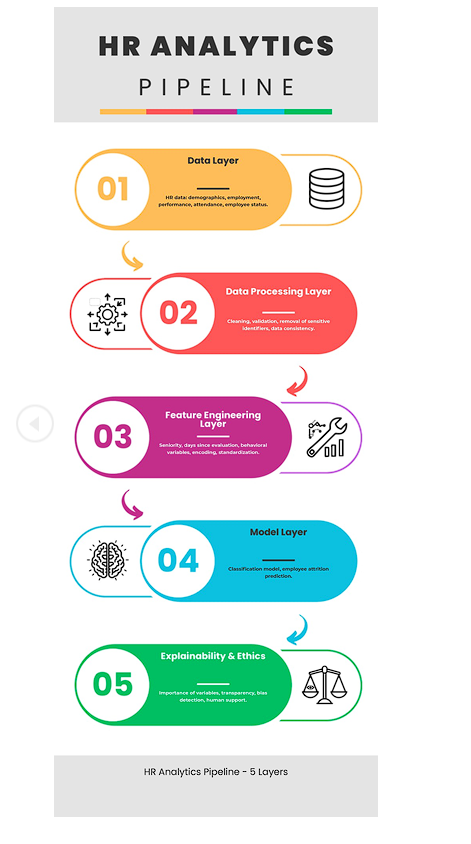 HR ANALYTICS
PIPELINE
01
Data Layer
HR data: demographics, employment,
performance, attendance, employee status.
02
Data Processing Layer
Cleaning, validation, removal of sensitive
identifiers, data consistency.
03
Feature Engineering
Layer
Seniority, days since evaluation, behavioral
variables, encoding, standardization.
04
Model Layer
Classification model, employee attrition
prediction.
05
Explainability & Ethics
Importance of variables, transparency, bias
detection, human support.
HR Analytics Pipeline - 5 Layers